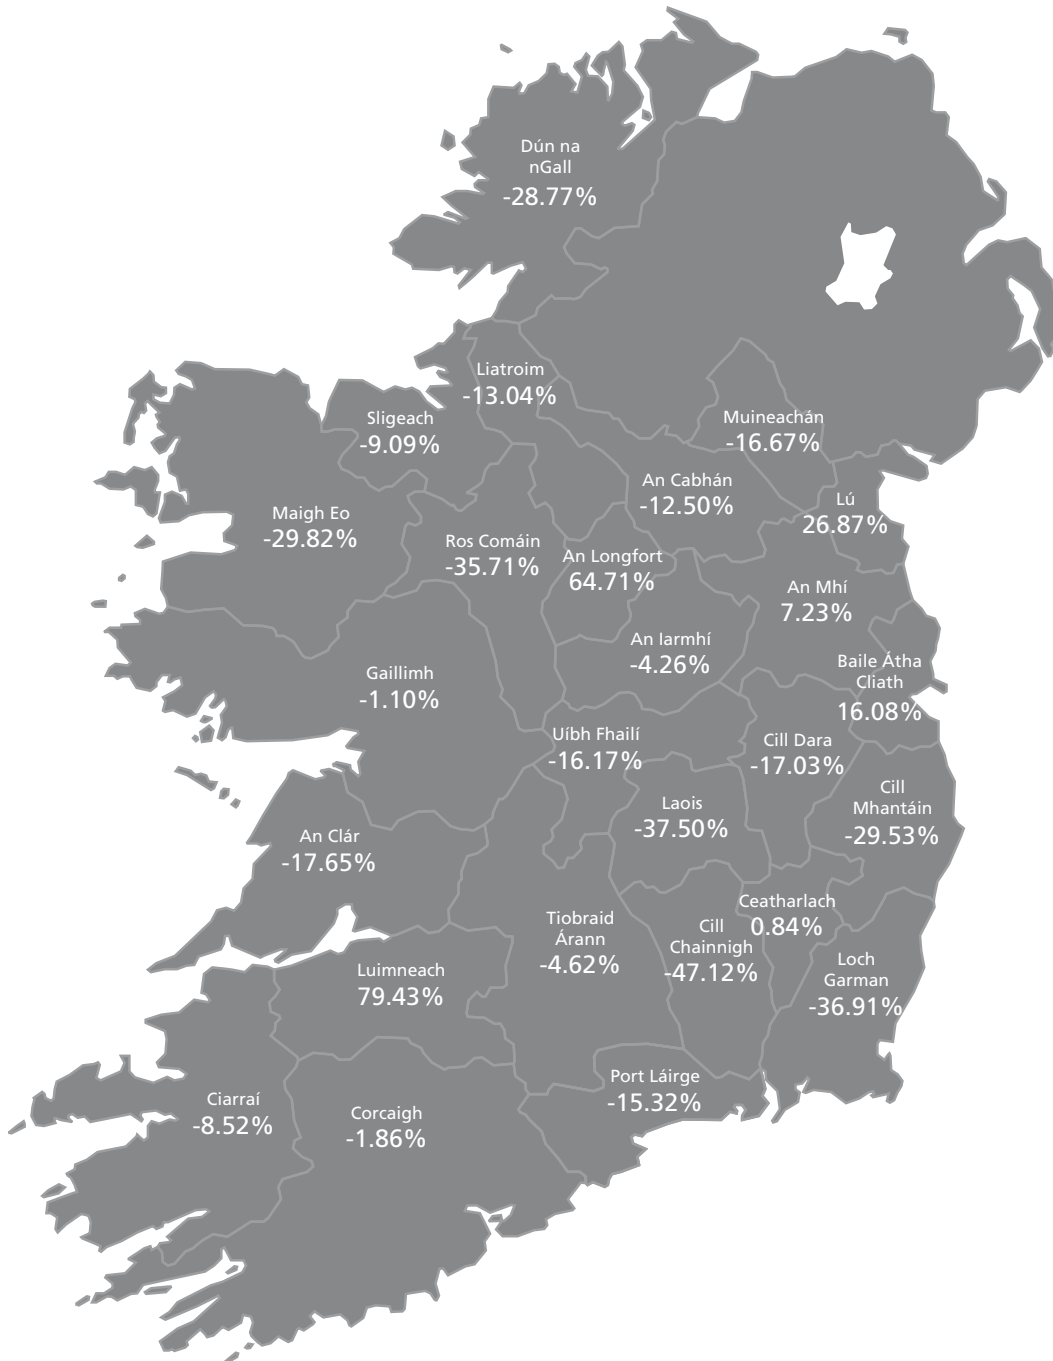 Dún na
nGall
-28.77%
Liatroim
-13.04%
Sligeach
-9.09%
Muineachán
-16.67%
An Cabhán
-12.50%
Lú
26.87%
Maigh Eo
-29.82%
Ros Comáin
-35.71%
An Longfort
64.71%
An Mhí
7.23%
An Iarmhí
-4.26%
Baile Átha
Cliath
16.08%
Gaillimh
-1.10%
Uíbh Fhailí
-16.17%
Cill Dara
-17.03%
Cill
Mhantáin
-29.53%
Laois
-37.50%
An Clár
-17.65%
Ceatharlach
0.84%
Tiobraid
Árann
-4.62%
Cill
Chainnigh
-47.12%
Loch
Garman
-36.91%
Luimneach
79.43%
Port Láirge
-15.32%
Ciarraí
-8.52%
Corcaigh
-1.86%